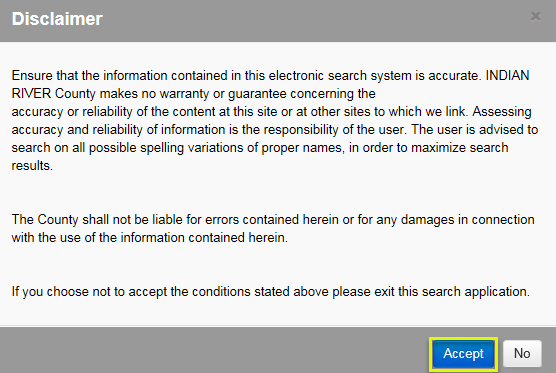 Disclaimer ×
Ensure that the information contained in this electronic search system is accurate. INDIAN
RIVER County makes no warranty or guarantee concerning the
accuracy or reliability of the content at this site or at other sites to which we link. Assessing
accuracy and reliability of information is the responsibility of the user. The user is advised to
search on all possible spelling variations of proper names, in order to maximize search
results.
The County shall not be liable for errors contained herein or for any damages in connection
with the use of the information contained herein.
If you choose not to accept the conditions stated above please exit this search application.
Accept No